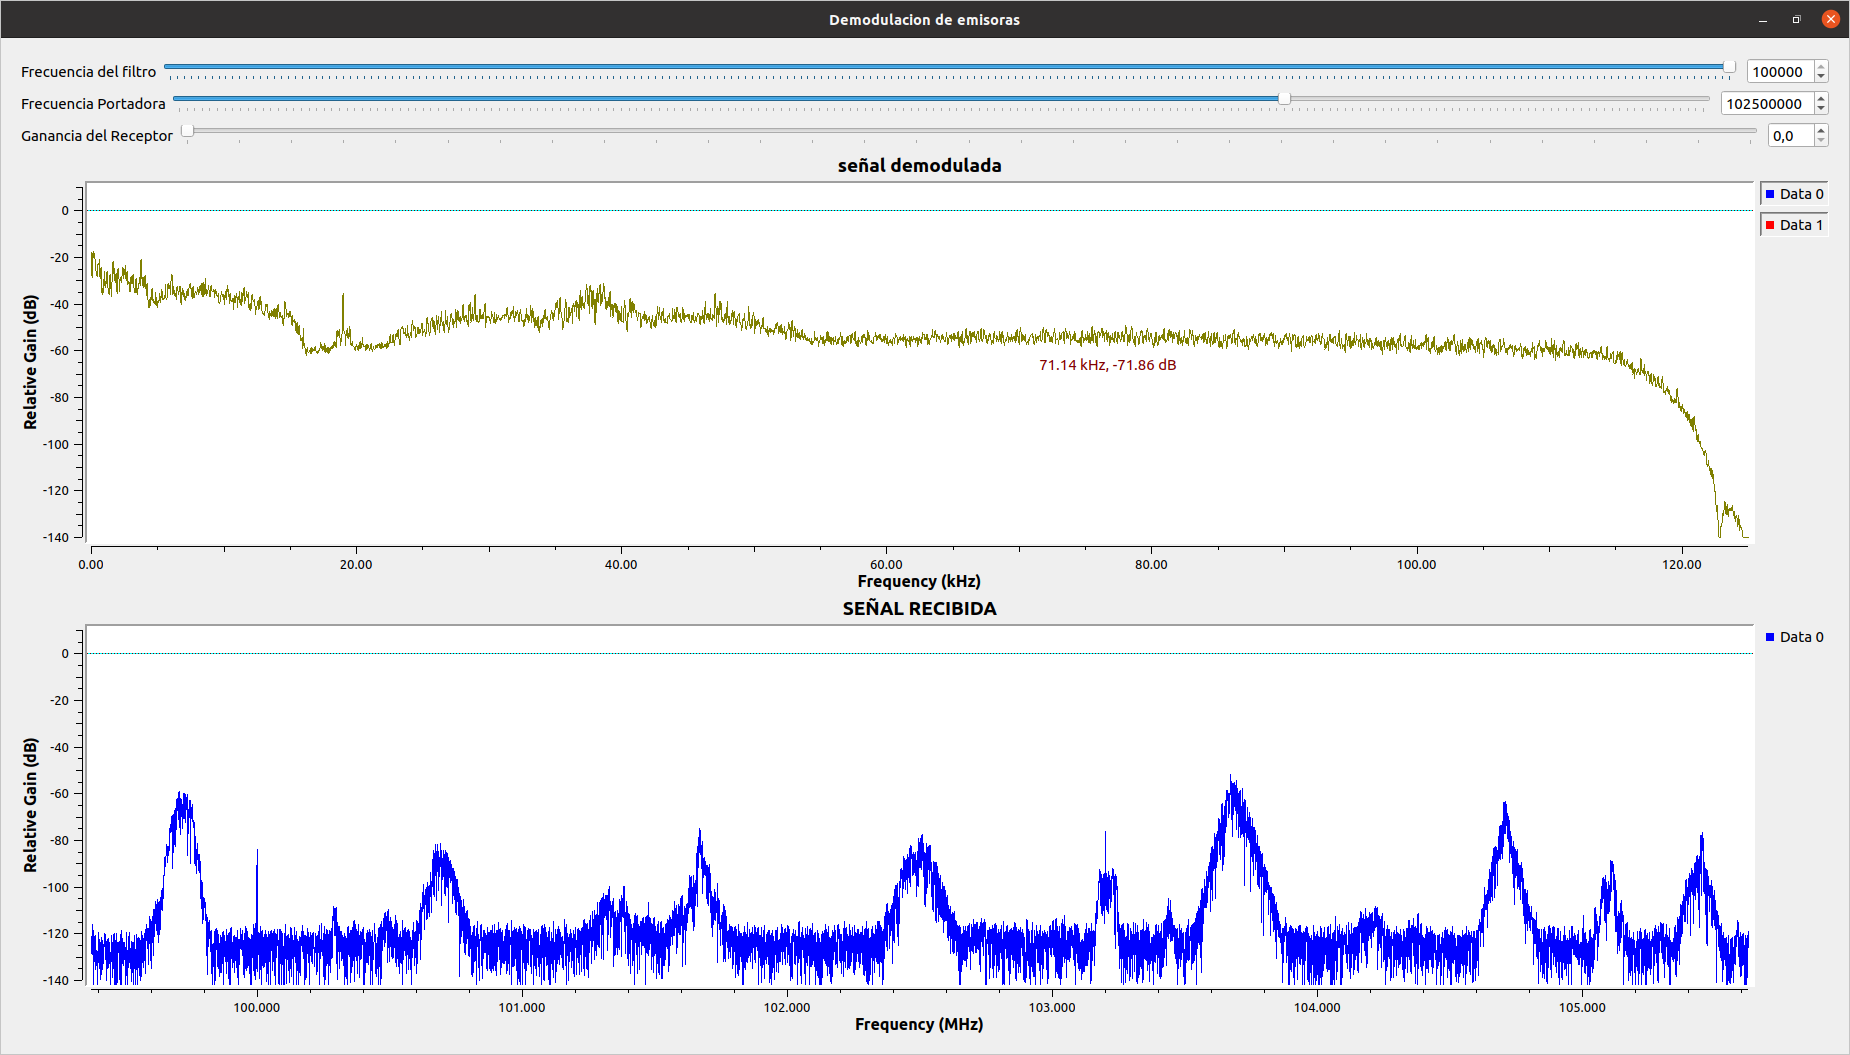 Demodulacion de emisoras
Frecuencia del filtro 100000
Frecuencia Portadora 102500000
Ganancia del Receptor 0,0
señal demodulada
Data 0
Data 1
Relative Gain (dB)
0
-20
-40
-60
-80
-100
-120
-140
71.14 kHz, -71.86 dB
0.00 20.00 40.00 60.00 80.00 100.00 120.00
Frequency (kHz)
SEÑAL RECIBIDA
Data 0
Relative Gain (dB)
0
-20
-40
-60
-80
-100
-120
-140
100.000 101.000 102.000 103.000 104.000 105.000
Frequency (MHz)